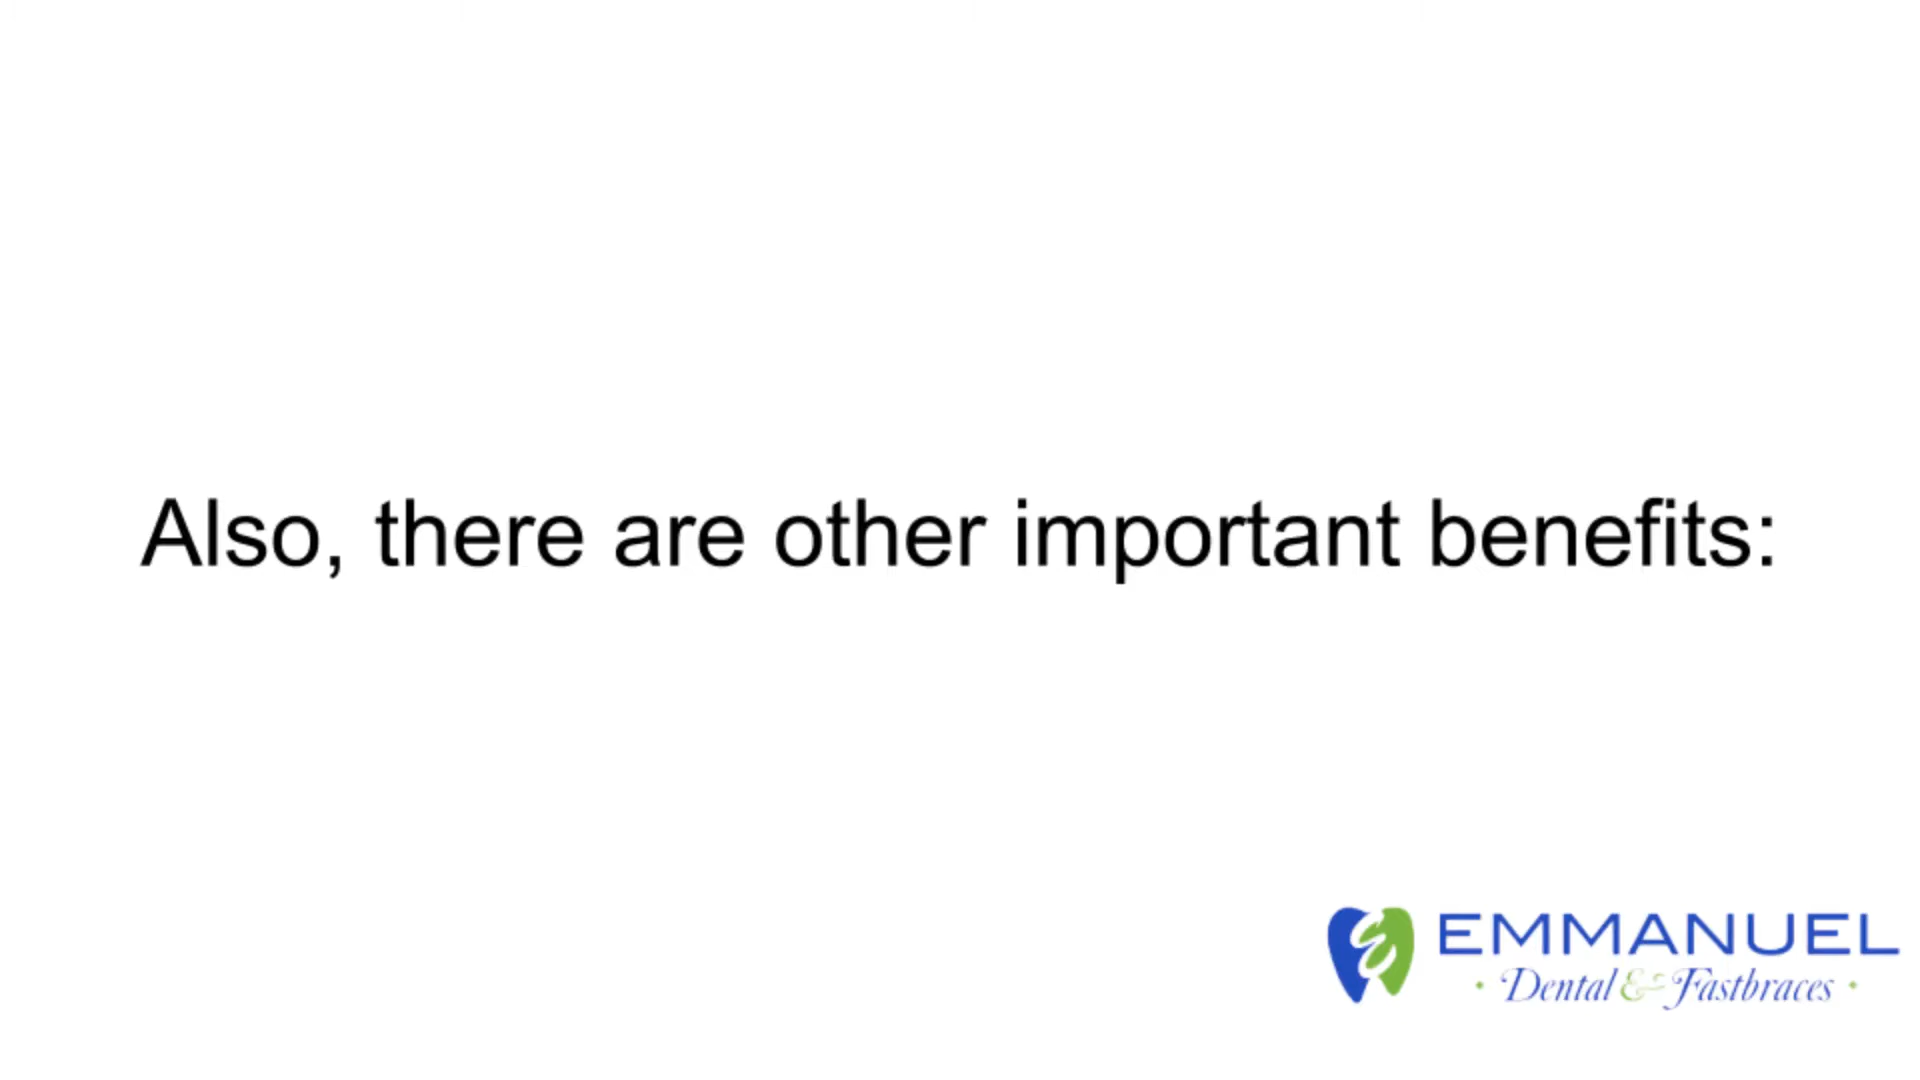 Also, there are other important benefits:
EMMANUEL
• Dental & Fastbraces •